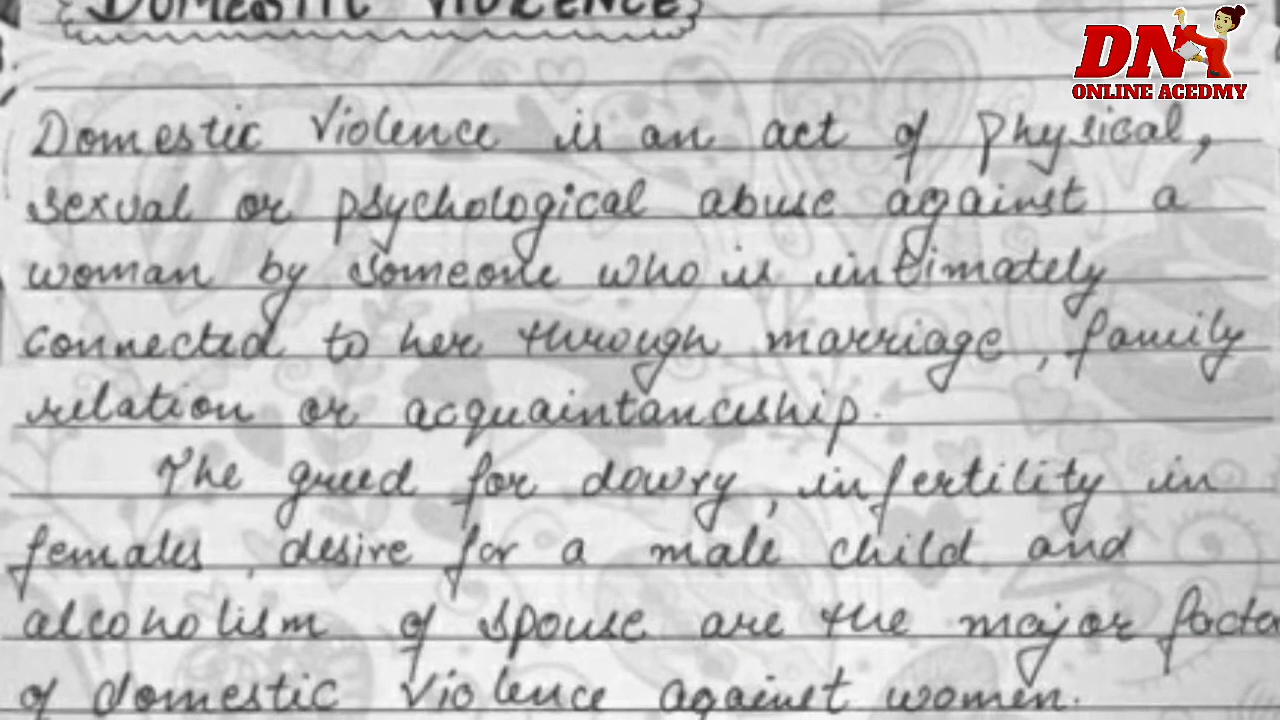 DOMESTIC VIOLENCE
DNA
ONLINE ACEDMY
Domestic Violence is an act of Physical,
sexual or psychological abuse against a
woman by someone who is intimately
connected to her through marriage, family
relation or acquaintanceship.
The greed for dowry, infertility in
females, desire for a male child and
alcoholism of spouse are the major facto
of domestic Violence against women.